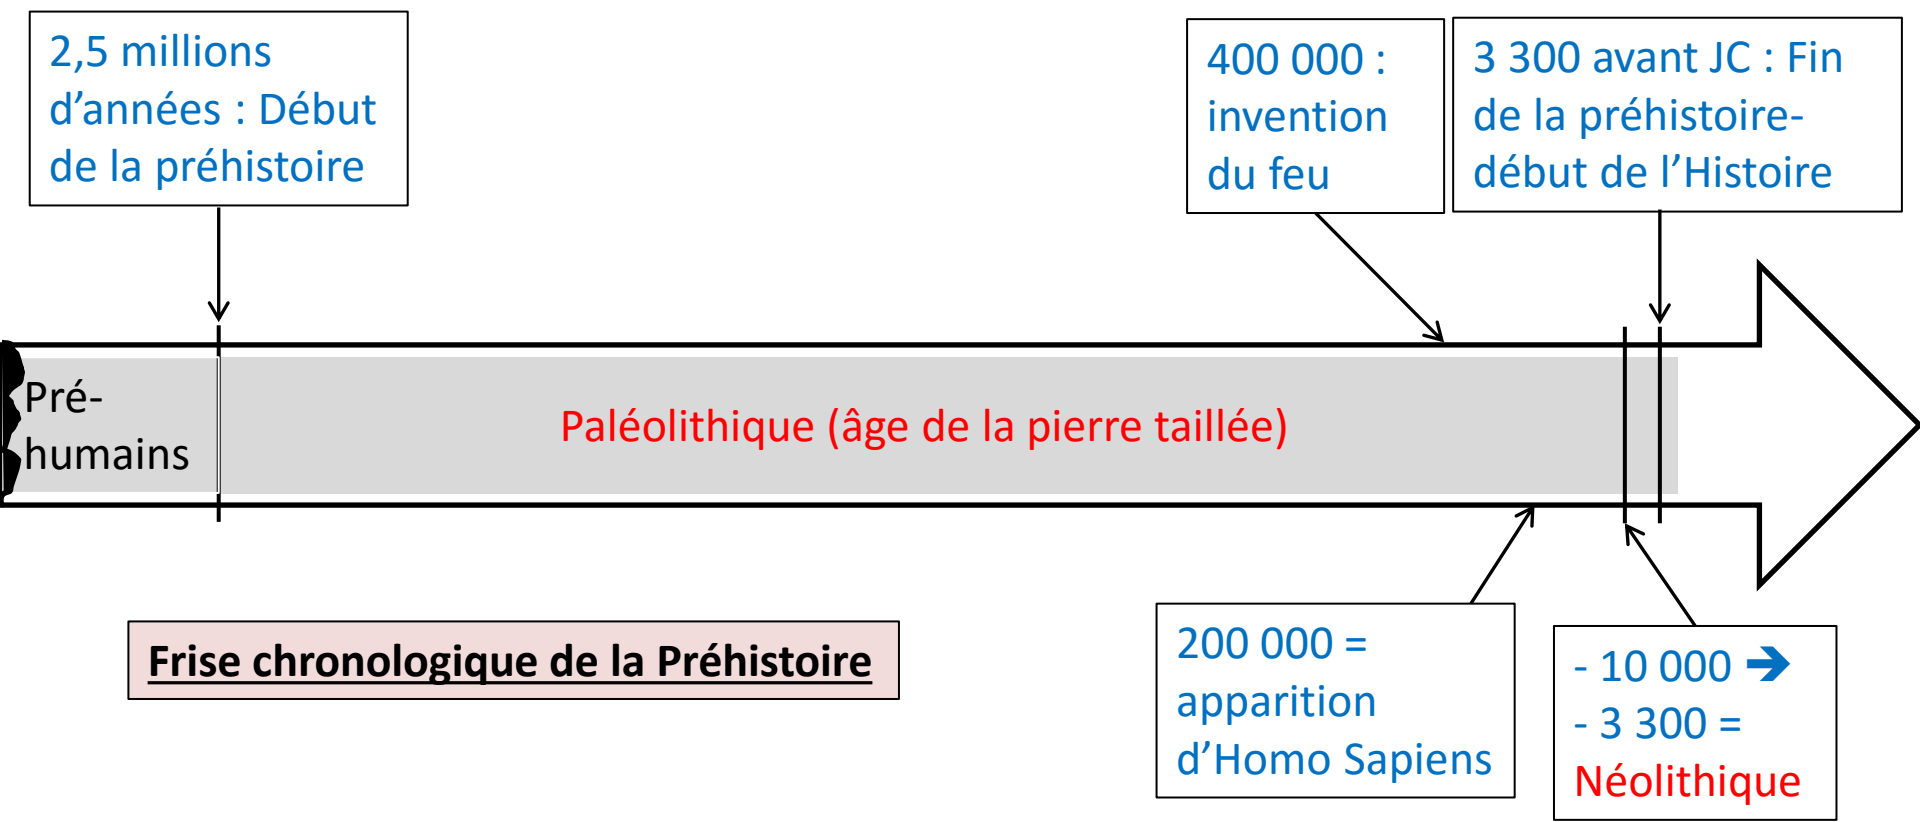 2,5 millions
d’années : Début
de la préhistoire
400 000 :
invention
du feu
3 300 avant JC : Fin
de la préhistoire-
début de l’Histoire
Pré-
humains
Paléolithique (âge de la pierre taillée)
Frise chronologique de la Préhistoire
200 000 =
apparition
d’Homo Sapiens
- 10 000 ➔
- 3 300 =
Néolithique